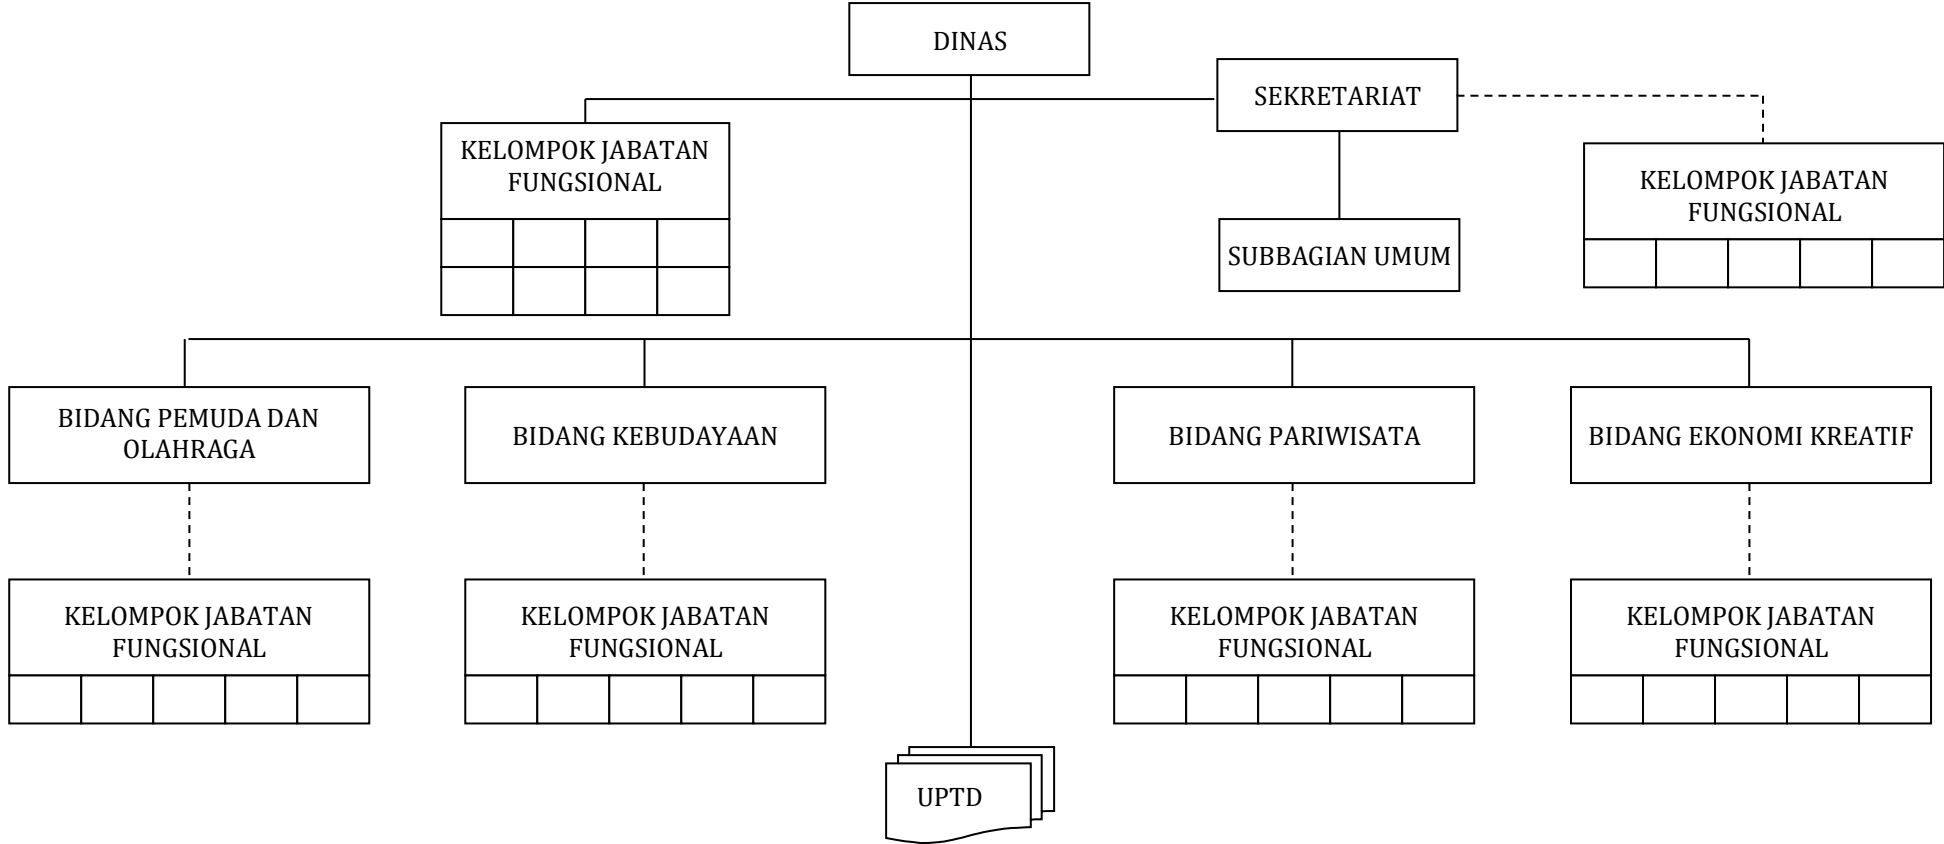 DINAS
SEKRETARIAT
KELOMPOK JABATAN
FUNGSIONAL
KELOMPOK JABATAN
FUNGSIONAL
SUBBAGIAN UMUM
BIDANG PEMUDA DAN
OLAHRAGA
BIDANG KEBUDAYAAN
BIDANG PARIWISATA
BIDANG EKONOMI KREATIF
KELOMPOK JABATAN
FUNGSIONAL
KELOMPOK JABATAN
FUNGSIONAL
KELOMPOK JABATAN
FUNGSIONAL
KELOMPOK JABATAN
FUNGSIONAL
UPTD